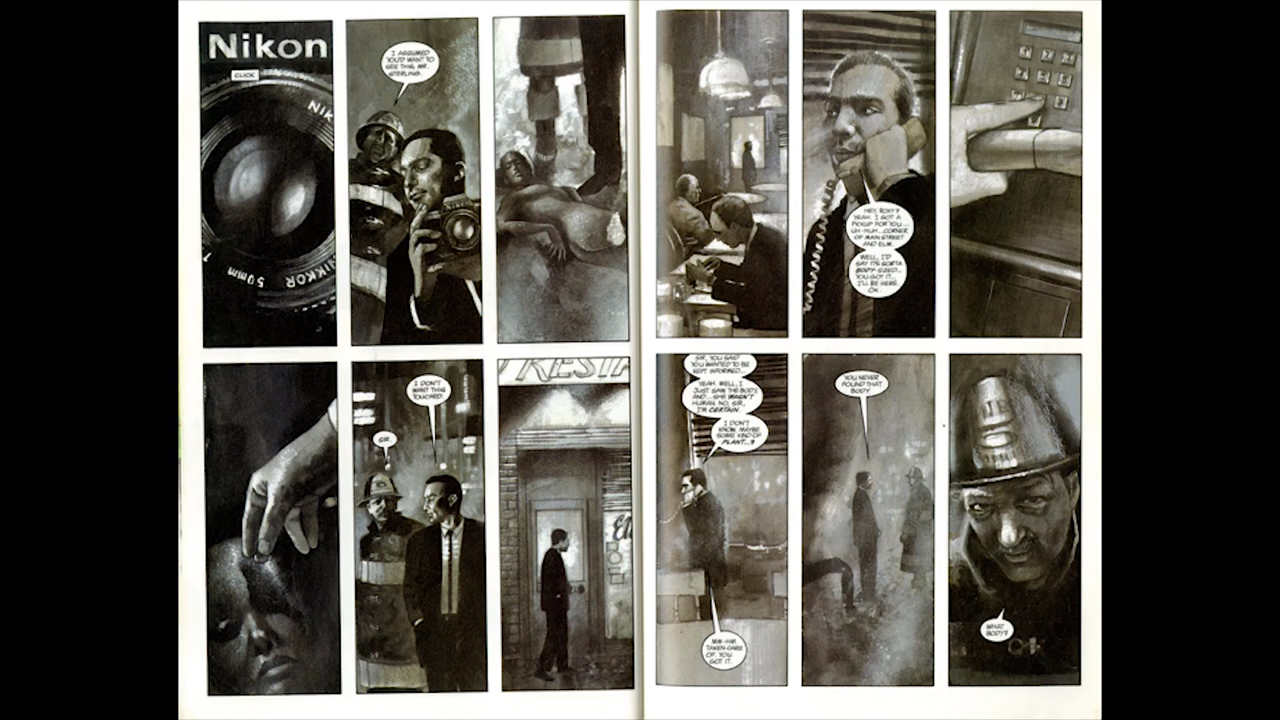 Nikon
CLICK
Nik
NIKKOR 50mm
I ASSUMED
YOU'D WANT TO
SEE THIS, MR.
STERLING.
HEY, ROXY?
YEAH. I GOT A
PICKUP FOR YOU...
UH-HUH...CORNER
OF MAIN STREET
AND ELM.
WELL, I'D
SAY IT'S SORTA
BODY-SIZED...
YOU GOT IT...
I'LL BE HERE.
OK.
SIR.
I DON'T
WANT THIS
TOUCHED.
RESTA
SIR, YOU SAID
YOU WANTED TO BE
KEPT INFORMED...
YEAH. WELL, I
JUST SAW THE BODY,
AND...SHE WASN'T
HUMAN. NO, SIR,
I'M CERTAIN.
I DON'T
KNOW. MAYBE
SOME KIND OF
PLANT...?
MM-HM.
TAKEN CARE
OF. YOU
GOT IT.
YOU NEVER
FOUND THAT
BODY.
WHAT
BODY?